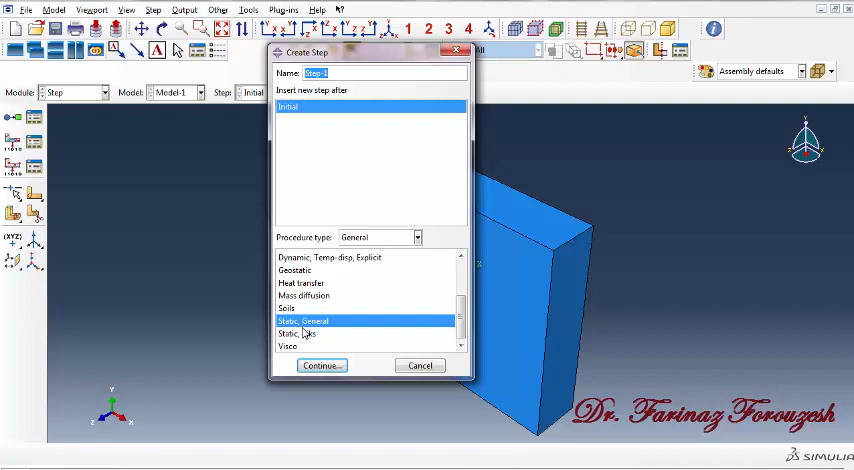 File Model Viewport View Step Output Other Tools Plug-ins Help
1 2 3 4
All
Assembly defaults
Module: Step Model: Model-1 Step: Initial
Create Step
Name: Step-1
Insert new step after
Initial
Procedure type: General
Dynamic, Temp-disp, Explicit
Geostatic
Heat transfer
Mass diffusion
Soils
Static, General
Static, Riks
Visco
Continue... Cancel
Y
Z X
Y
Z X
X
Dr. Farinaz Forouzesh
SIMULIA